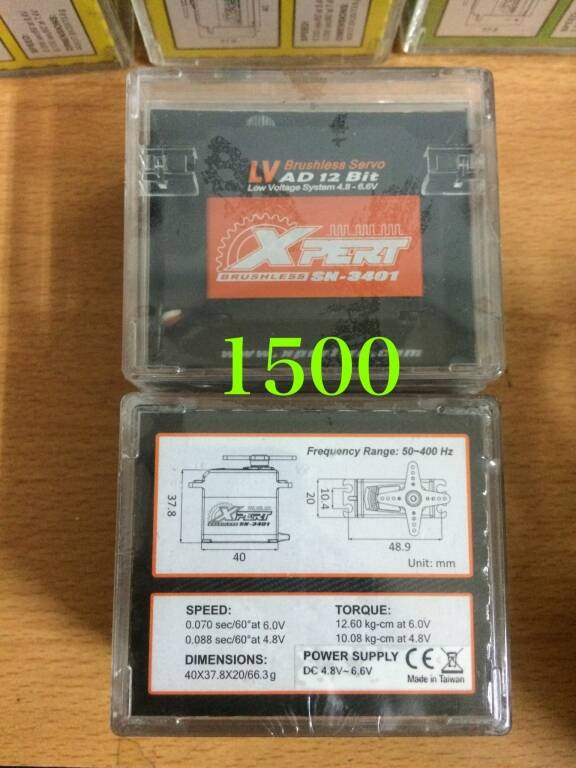 LV Brushless Servo
AD 12 Bit
Low Voltage System 4.8 - 6.6V
XPERT
BRUSHLESS SN-3401
1500
Frequency Range: 50~400 Hz
37.8
XPERT
BRUSHLESS SN-3401
40
10.4
20
48.9
Unit: mm
SPEED:
0.070 sec/60°at 6.0V
0.088 sec/60°at 4.8V
DIMENSIONS:
40X37.8X20/66.3g
TORQUE:
12.60 kg-cm at 6.0V
10.08 kg-cm at 4.8V
POWER SUPPLY
DC 4.8V~ 6.6V
CE
Made in Taiwan